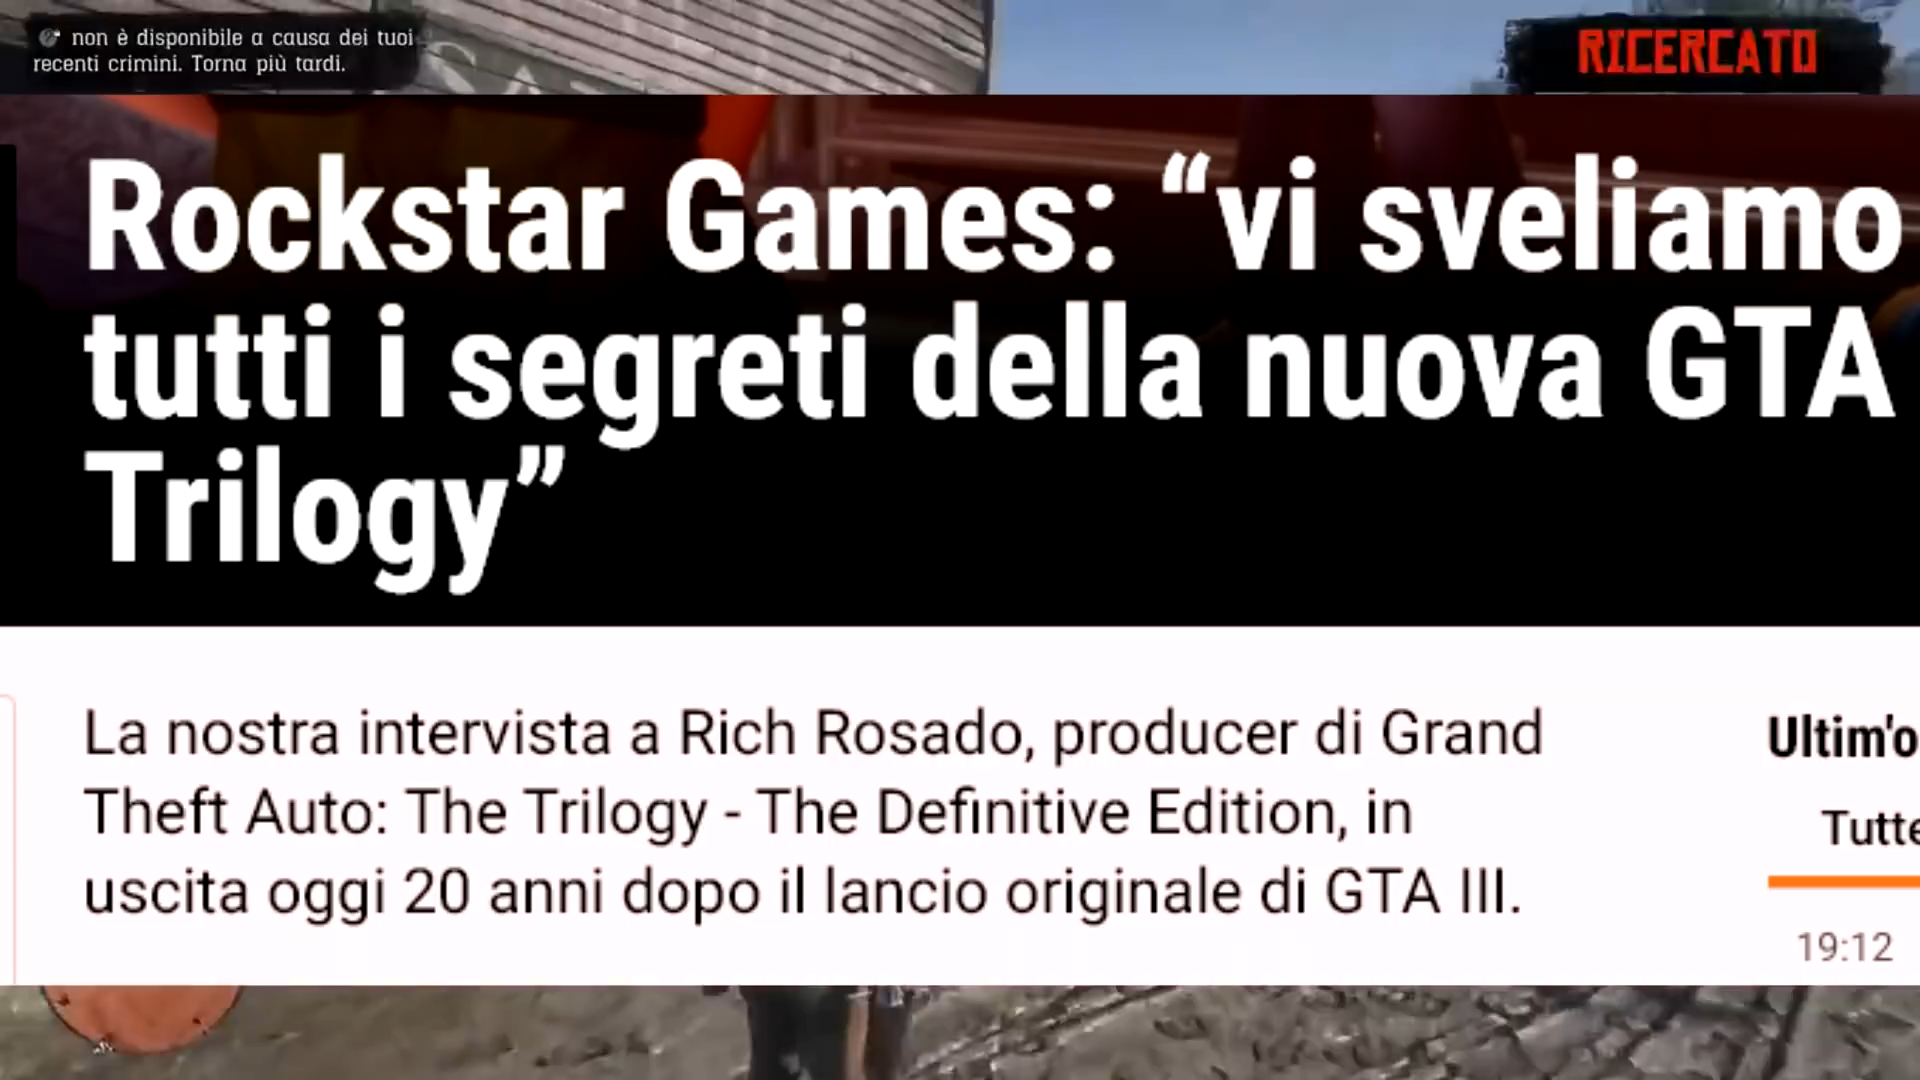 non è disponibile a causa dei tuoi
recenti crimini. Torna più tardi.
RICERCATO
Rockstar Games: “vi sveliamo
tutti i segreti della nuova GTA
Trilogy”
La nostra intervista a Rich Rosado, producer di Grand
Theft Auto: The Trilogy - The Definitive Edition, in
uscita oggi 20 anni dopo il lancio originale di GTA III.
Ultim'o
Tutte
19:12